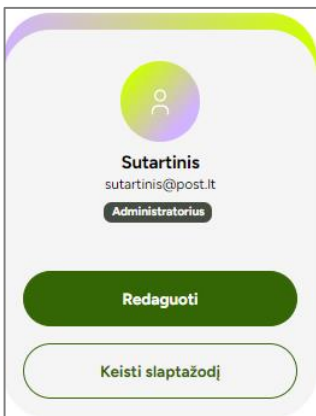 Sutartinis
sutartinis@post.lt
Administratorius
Redaguoti
Keisti slaptažodį